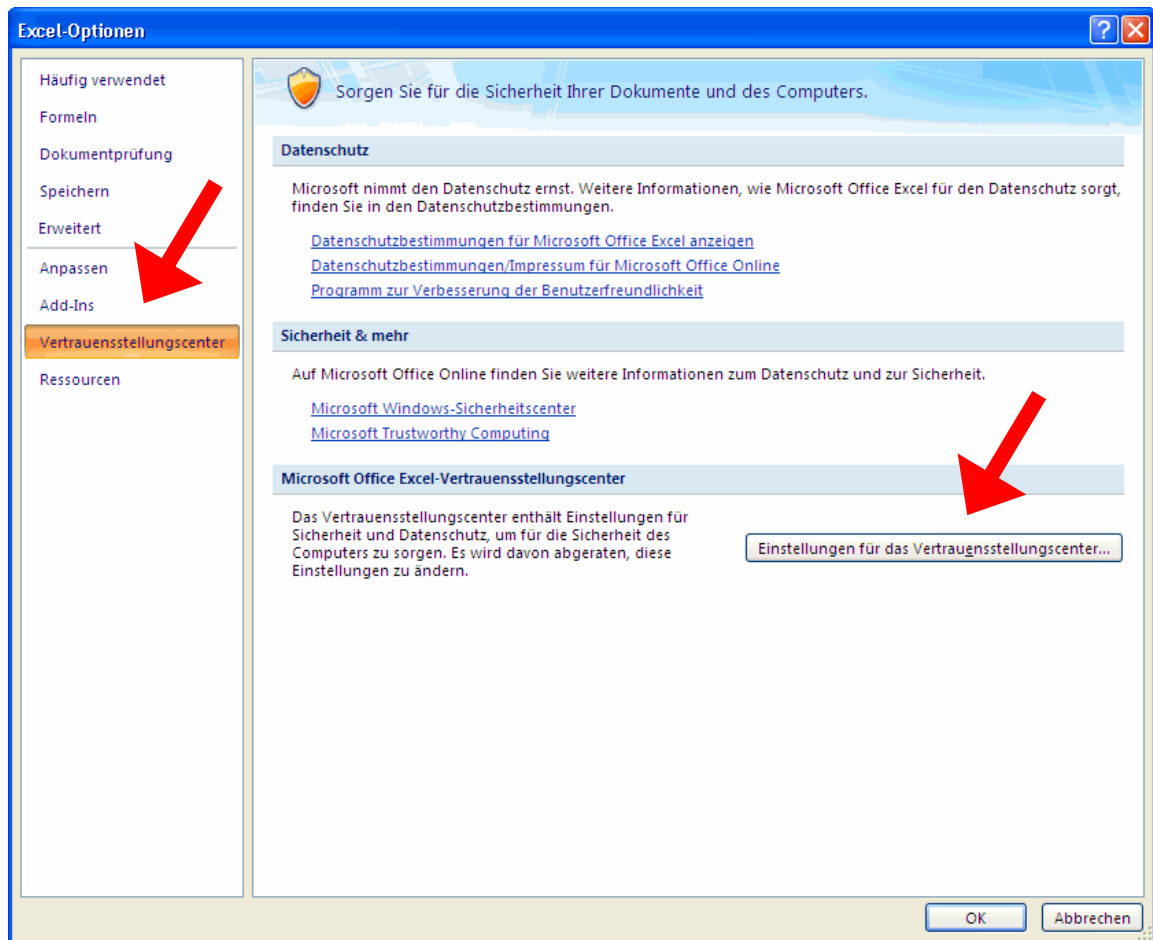 Excel-Optionen
Häufig verwendet
Formeln
Dokumentprüfung
Speichern
Erweitert
Anpassen
Add-Ins
Vertrauensstellungscenter
Ressourcen
Sorgen Sie für die Sicherheit Ihrer Dokumente und des Computers.
Datenschutz
Microsoft nimmt den Datenschutz ernst. Weitere Informationen, wie Microsoft Office Excel für den Datenschutz sorgt,
finden Sie in den Datenschutzbestimmungen.
Datenschutzbestimmungen für Microsoft Office Excel anzeigen
Datenschutzbestimmungen/Impressum für Microsoft Office Online
Programm zur Verbesserung der Benutzerfreundlichkeit
Sicherheit & mehr
Auf Microsoft Office Online finden Sie weitere Informationen zum Datenschutz und zur Sicherheit.
Microsoft Windows-Sicherheitscenter
Microsoft Trustworthy Computing
Microsoft Office Excel-Vertrauensstellungscenter
Das Vertrauensstellungscenter enthält Einstellungen für
Sicherheit und Datenschutz, um für die Sicherheit des
Computers zu sorgen. Es wird davon abgeraten, diese
Einstellungen zu ändern.
Einstellungen für das Vertrauensstellungscenter...
OK
Abbrechen